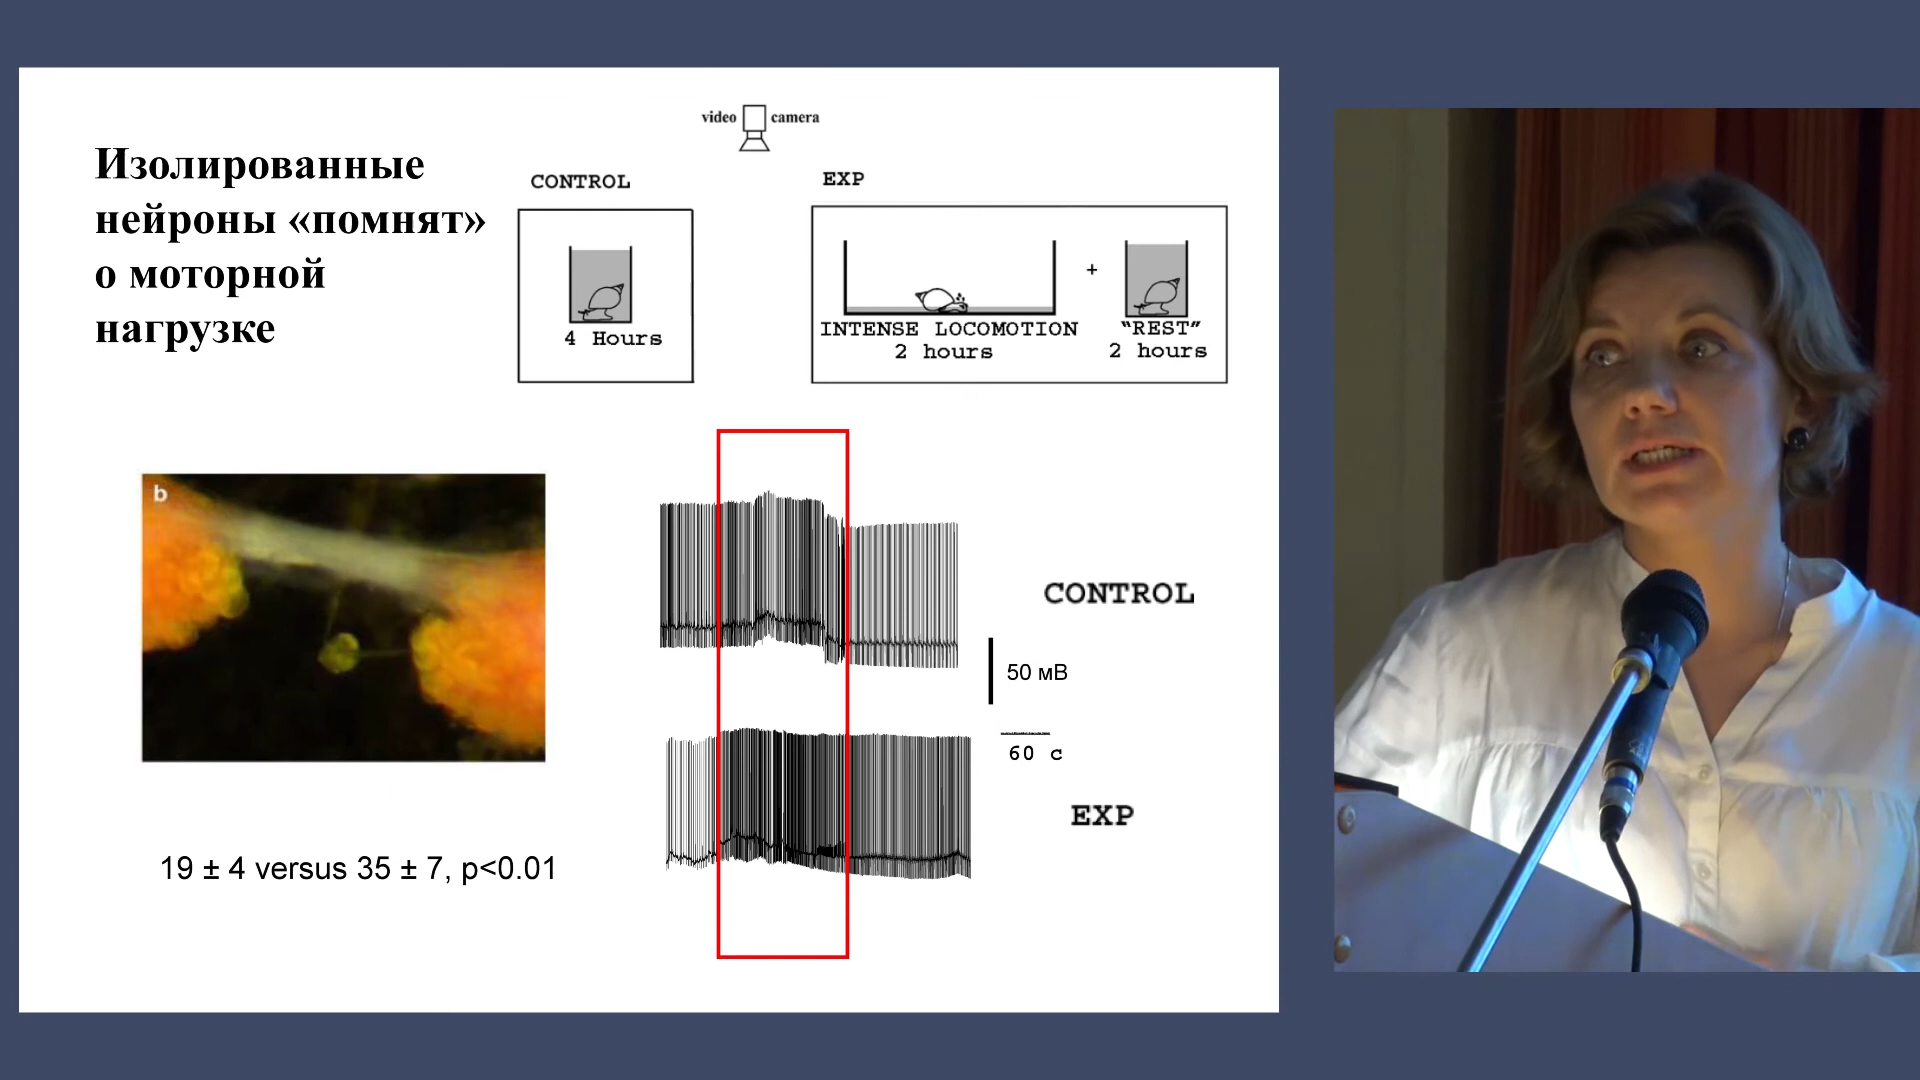 Изолированные
нейроны «помнят»
о моторной
нагрузке
video camera
CONTROL
4 Hours
EXP
+
INTENSE LOCOMOTION
2 hours
“REST”
2 hours
b
19 ± 4 versus 35 ± 7, p<0.01
CONTROL
50 мВ
60 с
EXP